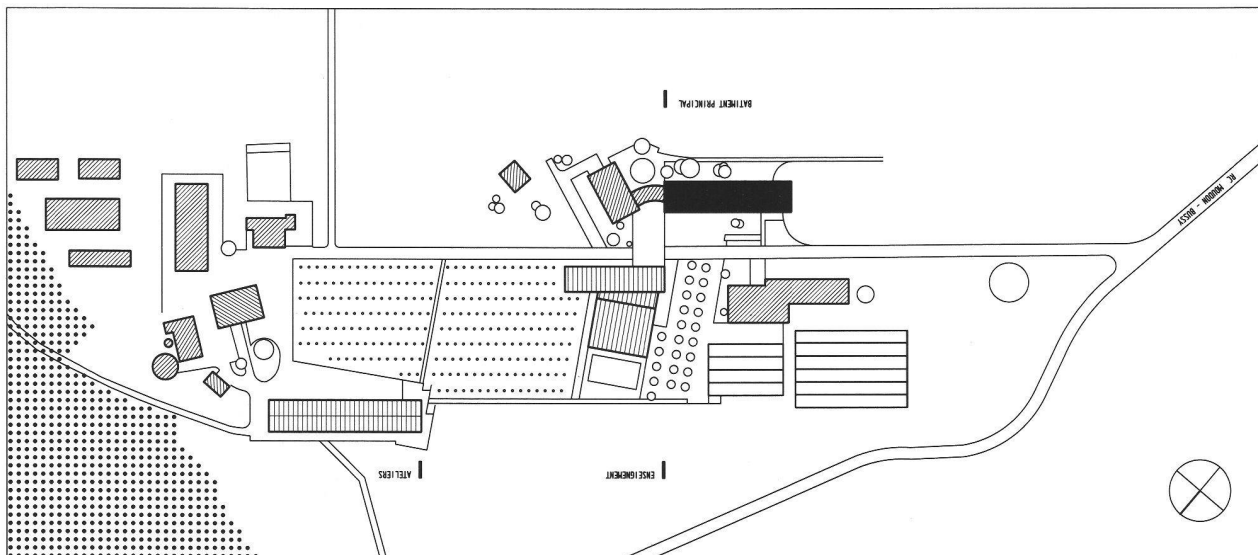 BATIMENT PRINCIPAL
RC MOUDON - BUSSY
ATELIERS
ENSEIGNEMENT